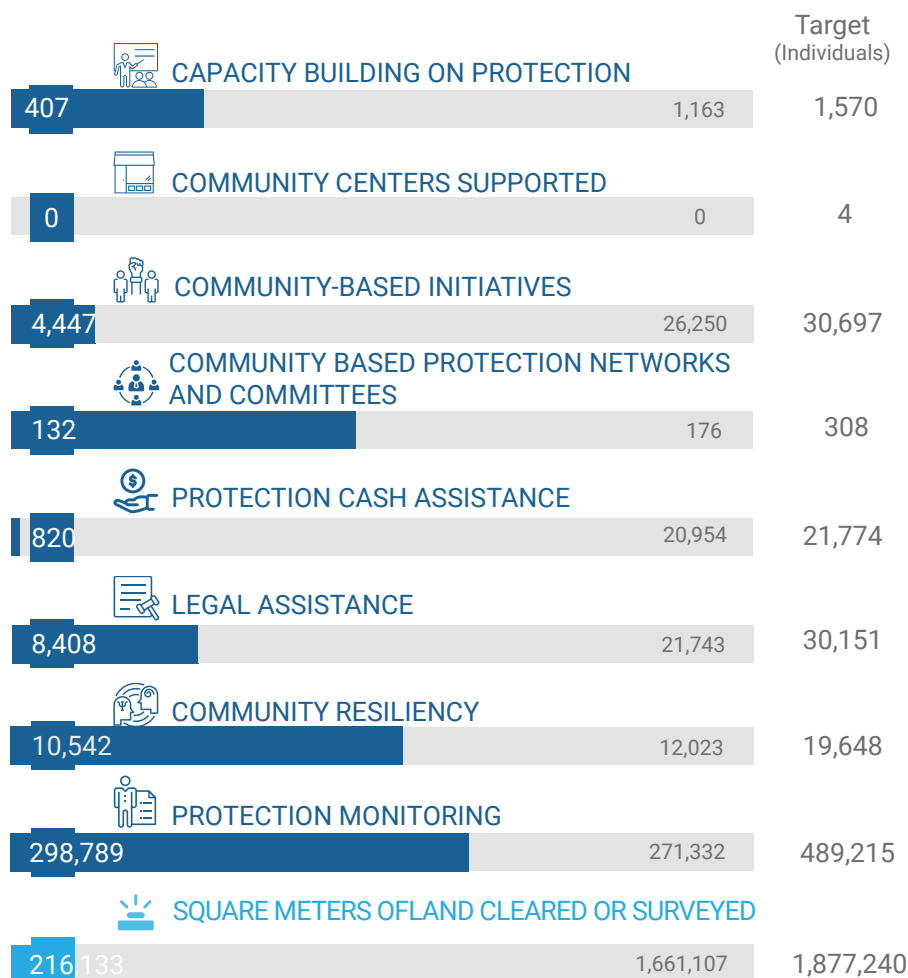 Target
(Individuals)
CAPACITY BUILDING ON PROTECTION
407 1,163 1,570
COMMUNITY CENTERS SUPPORTED
0 0 4
COMMUNITY-BASED INITIATIVES
4,447 26,250 30,697
COMMUNITY BASED PROTECTION NETWORKS
AND COMMITTEES
132 176 308
$
PROTECTION CASH ASSISTANCE
820 20,954 21,774
LEGAL ASSISTANCE
8,408 21,743 30,151
COMMUNITY RESILIENCY
10,542 12,023 19,648
PROTECTION MONITORING
298,789 271,332 489,215
SQUARE METERS OFLAND CLEARED OR SURVEYED
216,133 1,661,107 1,877,240